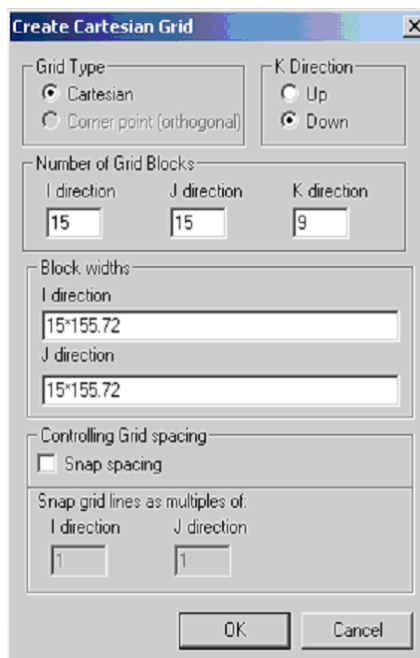 Create Cartesian Grid
Grid Type
Cartesian
Corner point (orthogonal)
K Direction
Up
Down
Number of Grid Blocks
I direction J direction K direction
15 15 9
Block widths
I direction
15*155.72
J direction
15*155.72
Controlling Grid spacing
Snap spacing
Snap grid lines as multiples of:
I direction J direction
1 1
OK Cancel